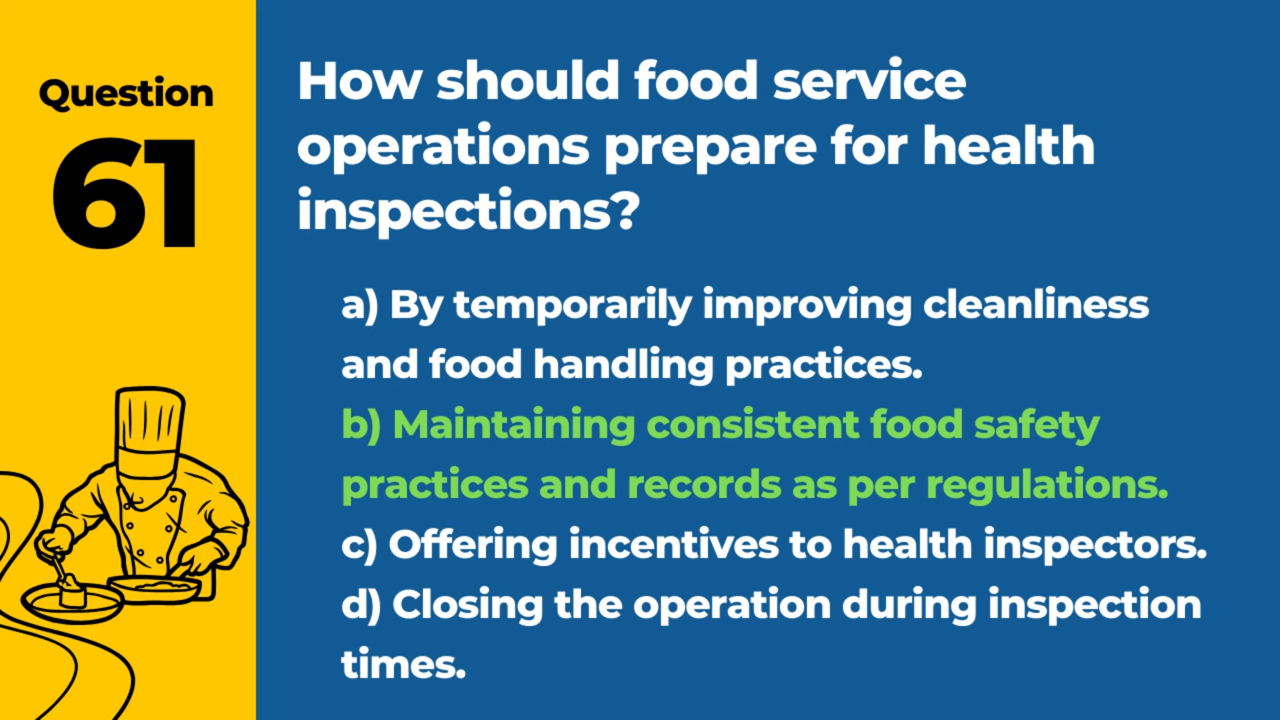 Question
61
How should food service
operations prepare for health
inspections?
a) By temporarily improving cleanliness
and food handling practices.
b) Maintaining consistent food safety
practices and records as per regulations.
c) Offering incentives to health inspectors.
d) Closing the operation during inspection
times.